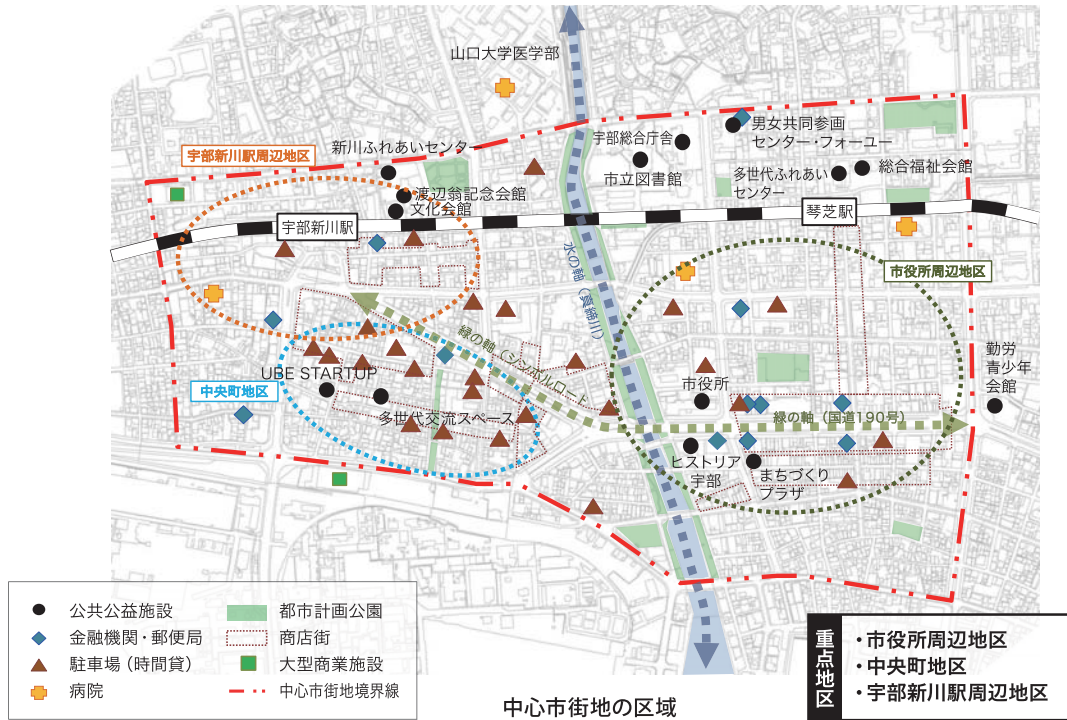 山口大学医学部
宇部総合庁舎
男女共同参画
センター・フォーユー
宇部新川駅周辺地区
新川ふれあいセンター
市立図書館
多世代ふれあい
センター
総合福祉会館
渡辺翁記念会館
文化会館
宇部新川駅
琴芝駅
水の軸（真締川）
市役所周辺地区
緑の軸（シンボルロード）
勤労
青少年
会館
UBE STARTUP
中央町地区
市役所
多世代交流スペース
緑の軸（国道190号）
ヒストリア
宇部
まちづくり
プラザ
公共公益施設
都市計画公園
金融機関・郵便局
商店街
駐車場（時間貸）
大型商業施設
病院
中心市街地境界線
中心市街地の区域
重点地区
・市役所周辺地区
・中央町地区
・宇部新川駅周辺地区